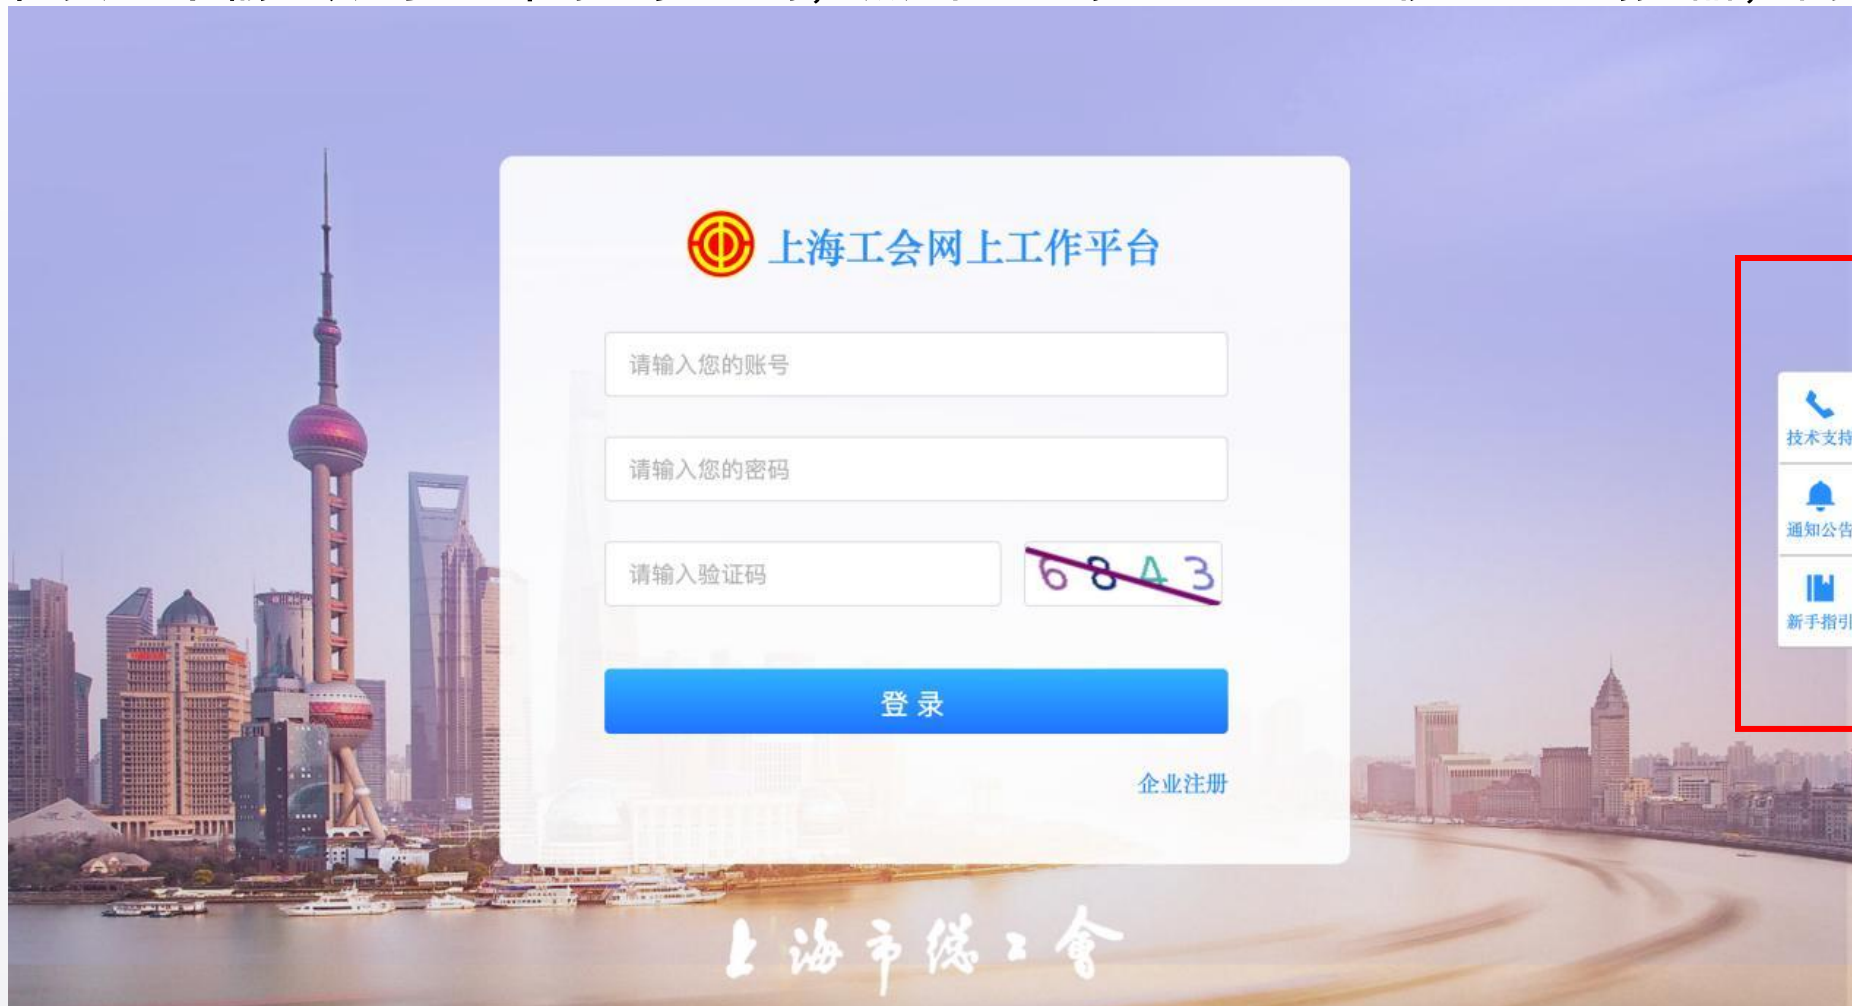 上海工会网上工作平台
请输入您的账号
请输入您的密码
请输入验证码
6843
登录
企业注册
技术支持
通知公告
新手指引
上海市總工會